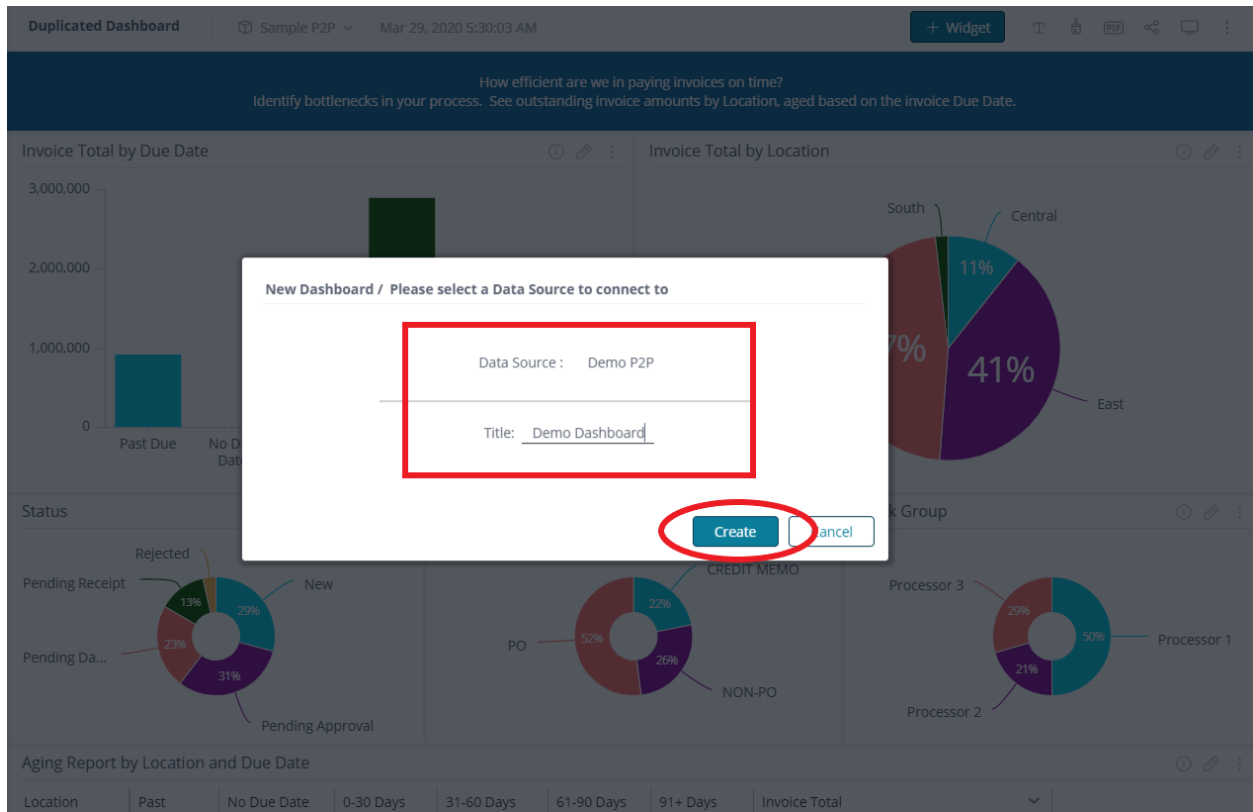 Duplicated Dashboard
Sample P2P
Mar 29, 2020 5:30:03 AM
+ Widget
T
PDF
How efficient are we in paying invoices on time?
Identify bottlenecks in your process. See outstanding invoice amounts by Location, aged based on the invoice Due Date.
Invoice Total by Due Date
Invoice Total by Location
3,000,000
2,000,000
1,000,000
0
Past Due
South
Central
11%
7%
41%
East
New Dashboard / Please select a Data Source to connect to
Data Source : Demo P2P
Title: Demo Dashboard
Create
Cancel
Status
Group
Rejected
Pending Receipt
New
13%
29%
23%
31%
Pending Da...
Pending Approval
CREDIT MEMO
22%
PO
52%
26%
NON-PO
Processor 3
29%
50%
Processor 1
21%
Processor 2
Aging Report by Location and Due Date
Location
Past
No Due Date
0-30 Days
31-60 Days
61-90 Days
91+ Days
Invoice Total